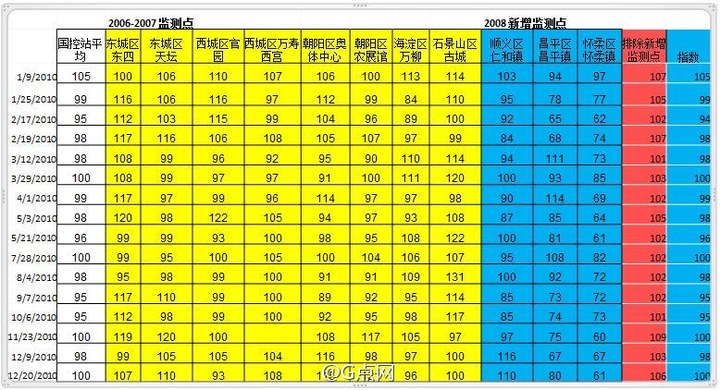 2006-2007 监测点 2008 新增监测点
国控站平 东城区 东城区 西城区官 西城区万寿 朝阳区奥 朝阳区 海淀区 石景山区 顺义区 昌平区 怀柔区 排除新增
均 东四 天坛 园 西宫 体中心 农展馆 万柳 古城 仁和镇 昌平镇 怀柔镇 监测点 指数
1/9/2010 105 100 106 110 107 106 100 113 114 103 94 97 107 105
1/25/2010 99 116 106 116 97 112 99 84 110 95 78 77 105 99
2/17/2010 95 112 103 115 99 104 96 89 100 92 65 62 102 94
2/19/2010 98 117 116 106 108 105 107 97 99 84 68 74 107 98
3/12/2010 98 108 99 96 92 95 90 110 114 94 111 73 101 98
3/29/2010 100 108 99 97 97 91 100 111 120 100 93 85 103 100
4/1/2010 99 117 97 99 96 114 97 97 98 90 114 69 102 99
5/3/2010 98 120 98 122 105 94 97 93 108 87 85 64 105 98
5/21/2010 96 99 99 93 100 98 95 108 122 100 81 61 102 96
7/28/2010 100 99 95 100 105 100 104 106 107 95 108 82 102 100
8/4/2010 98 95 98 99 100 91 91 109 131 100 92 72 102 98
9/7/2010 95 117 110 99 100 89 92 95 114 85 73 72 102 95
10/6/2010 95 112 98 99 100 92 95 98 117 85 74 73 101 95
11/23/2010 100 119 120 100 108 117 105 97 97 75 60 109 100
12/9/2010 98 99 105 105 104 116 98 97 100 116 67 67 103 98
12/20/2010 100 107 110 93 108 96 100 110 80 61 106 100
@G点网